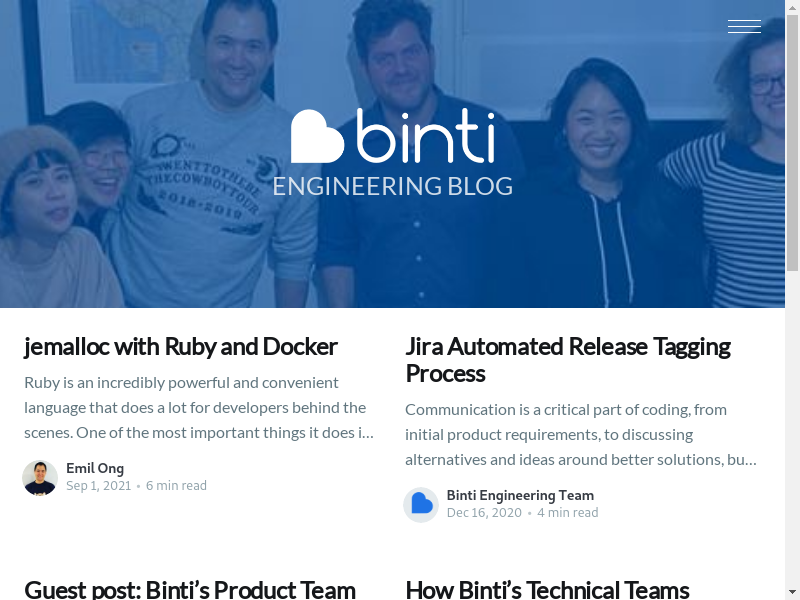 binti
ENGINEERING BLOG
jemalloc with Ruby and Docker
Ruby is an incredibly powerful and convenient
language that does a lot for developers behind the
scenes. One of the most important things it does i…
Emil Ong
Sep 1, 2021 • 6 min read
Jira Automated Release Tagging
Process
Communication is a critical part of coding, from
initial product requirements, to discussing
alternatives and ideas around better solutions, bu…
Binti Engineering Team
Dec 16, 2020 • 4 min read
Guest post: Binti’s Product Team
How Binti’s Technical Teams